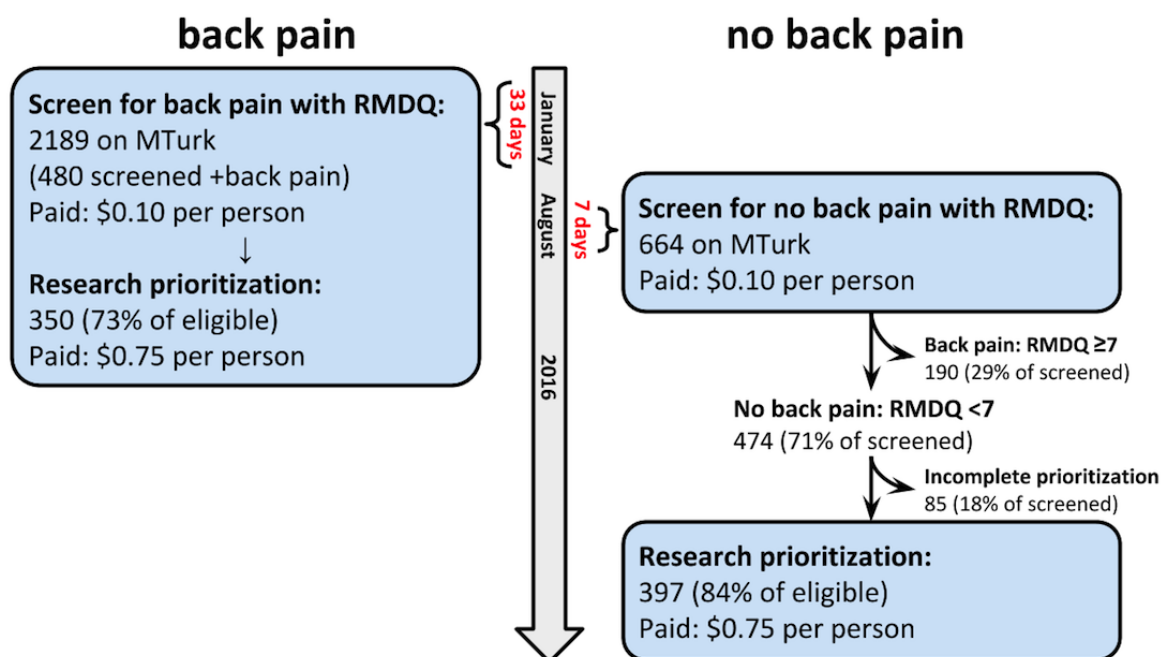 back pain
Screen for back pain with RMDQ:
2189 on MTurk
(480 screened +back pain)
Paid: $0.10 per person
↓
Research prioritization:
350 (73% of eligible)
Paid: $0.75 per person
33 days
January
August
2016
7 days
no back pain
Screen for no back pain with RMDQ:
664 on MTurk
Paid: $0.10 per person
Back pain: RMDQ ≥7
190 (29% of screened)
No back pain: RMDQ <7
474 (71% of screened)
Incomplete prioritization
85 (18% of screened)
Research prioritization:
397 (84% of eligible)
Paid: $0.75 per person